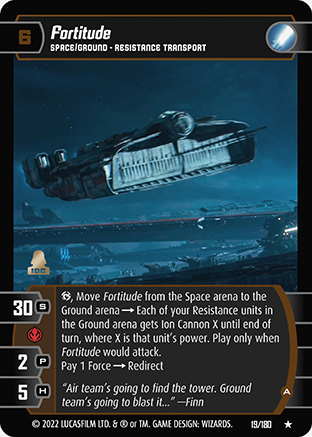 6
Fortitude
SPACE/GROUND - RESISTANCE TRANSPORT
100
30 S
2 P
5 H
, Move Fortitude from the Space arena to the
Ground arena → Each of your Resistance units in
the Ground arena gets Ion Cannon X until end of
turn, where X is that unit's power. Play only when
Fortitude would attack.
Pay 1 Force → Redirect
"Air team's going to find the tower. Ground
team's going to blast it..." —Finn
A
© 2022 LUCASFILM LTD. & ® OR TM. GAME DESIGN: WIZARDS. 19/180 ★